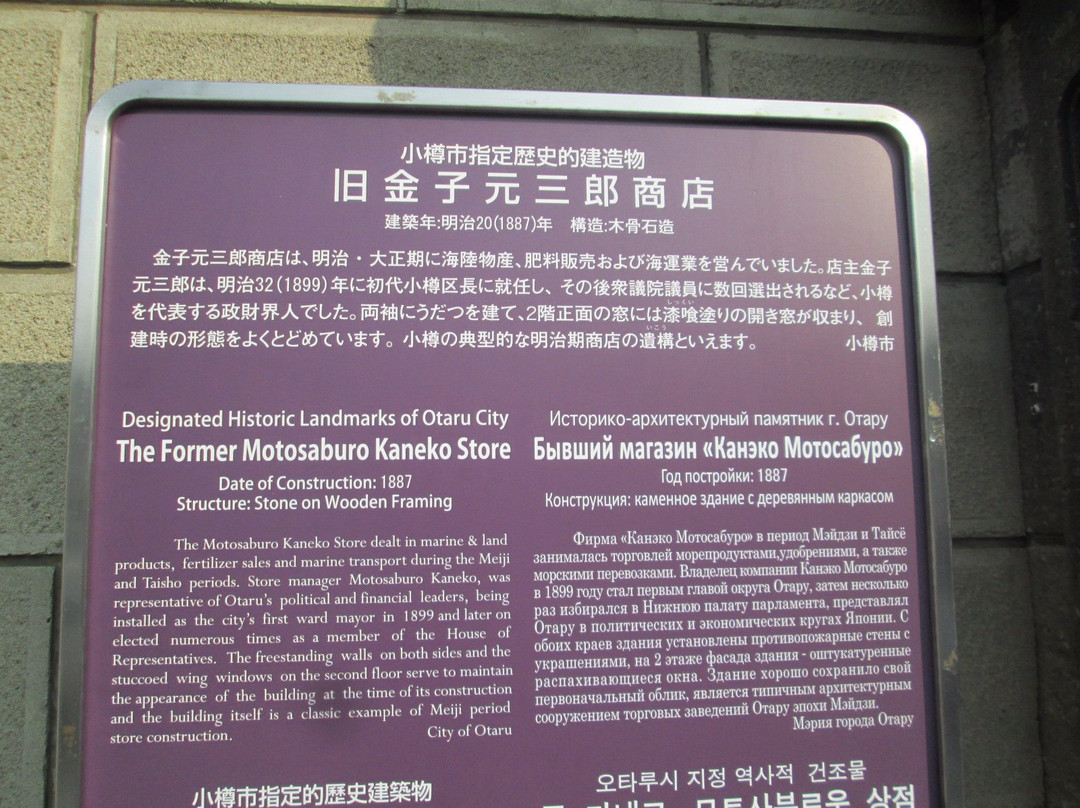 小樽市指定歴史的建造物
旧金子元三郎商店
建築年:明治20(1887)年　構造:木骨石造
金子元三郎商店は、明治・大正期に海陸物産、肥料販売および海運業を営んでいました。店主金子
元三郎は、明治32(1899)年に初代小樽区長に就任し、その後衆議院議員に数回選出されるなど、小樽
を代表する政財界人でした。両袖にうだつを建て、2階正面の窓には漆喰塗りの開き窓が収まり、創
しっくい
建時の形態をよくとどめています。小樽の典型的な明治期商店の遺構といえます。
いこう
小樽市
Designated Historic Landmarks of Otaru City
The Former Motosaburo Kaneko Store
Date of Construction: 1887
Structure: Stone on Wooden Framing
The Motosaburo Kaneko Store dealt in marine & land
products, fertilizer sales and marine transport during the Meiji
and Taisho periods. Store manager Motosaburo Kaneko, was
representative of Otaru's political and financial leaders, being
installed as the city's first ward mayor in 1899 and later on
elected numerous times as a member of the House of
Representatives. The freestanding walls on both sides and the
stuccoed wing windows on the second floor serve to maintain
the appearance of the building at the time of its construction
and the building itself is a classic example of Meiji period
store construction.
City of Otaru
Историко-архитектурный памятник г. Отару
Бывший магазин «Канэко Мотосабуро»
Год постройки: 1887
Конструкция: каменное здание с деревянным каркасом
Фирма «Канэко Мотосабуро» в период Мэйдзи и Тайсё
занималась торговлей морепродуктами,удобрениями, а также
морскими перевозками. Владелец компании Канэко Мотосабуро
в 1899 году стал первым главой округа Отару, затем несколько
раз избирался в Нижнюю палату парламента, представлял
Отару в политических и экономических кругах Японии. С
обоих краев здания установлены противопожарные стены с
украшениями, на 2 этаже фасада здания - оштукатуренные
распахивающиеся окна. Здание хорошо сохранило свой
первоначальный облик, является типичным архитектурным
сооружением торговых заведений Отару эпохи Мэйдзи.
Мэрия города Отару
小樽市指定的歷史建築物
오타루시 지정 역사적 건조물